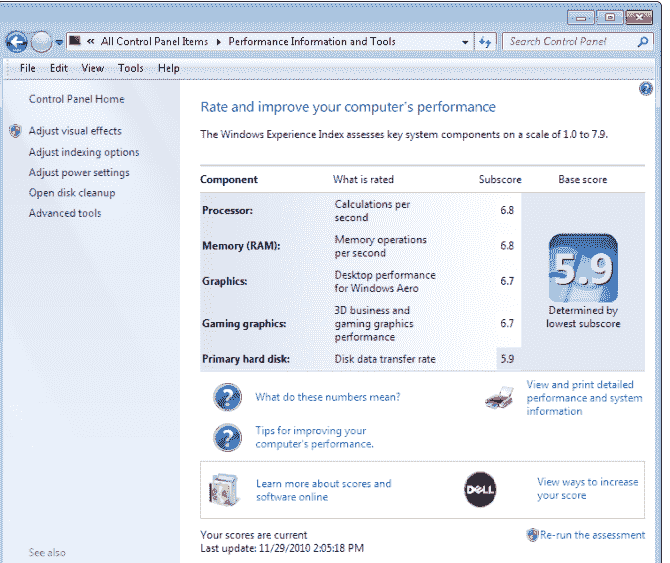 « All Control Panel Items ▸ Performance Information and Tools
Search Control Panel
File Edit View Tools Help
Control Panel Home
Adjust visual effects
Adjust indexing options
Adjust power settings
Open disk cleanup
Advanced tools
See also
Rate and improve your computer's performance
The Windows Experience Index assesses key system components on a scale of 1.0 to 7.9.
Component What is rated Subscore Base score
Processor: Calculations per
second 6.8
Memory (RAM): Memory operations
per second 6.8
Graphics: Desktop performance
for Windows Aero 6.7
Gaming graphics: 3D business and
gaming graphics
performance 6.7
Primary hard disk: Disk data transfer rate 5.9
5.9
Determined by
lowest subscore
What do these numbers mean?
View and print detailed
performance and system
information
Tips for improving your
computer's performance.
Learn more about scores and
software online
DELL
View ways to increase
your score
Your scores are current
Last update: 11/29/2010 2:05:18 PM
Re-run the assessment